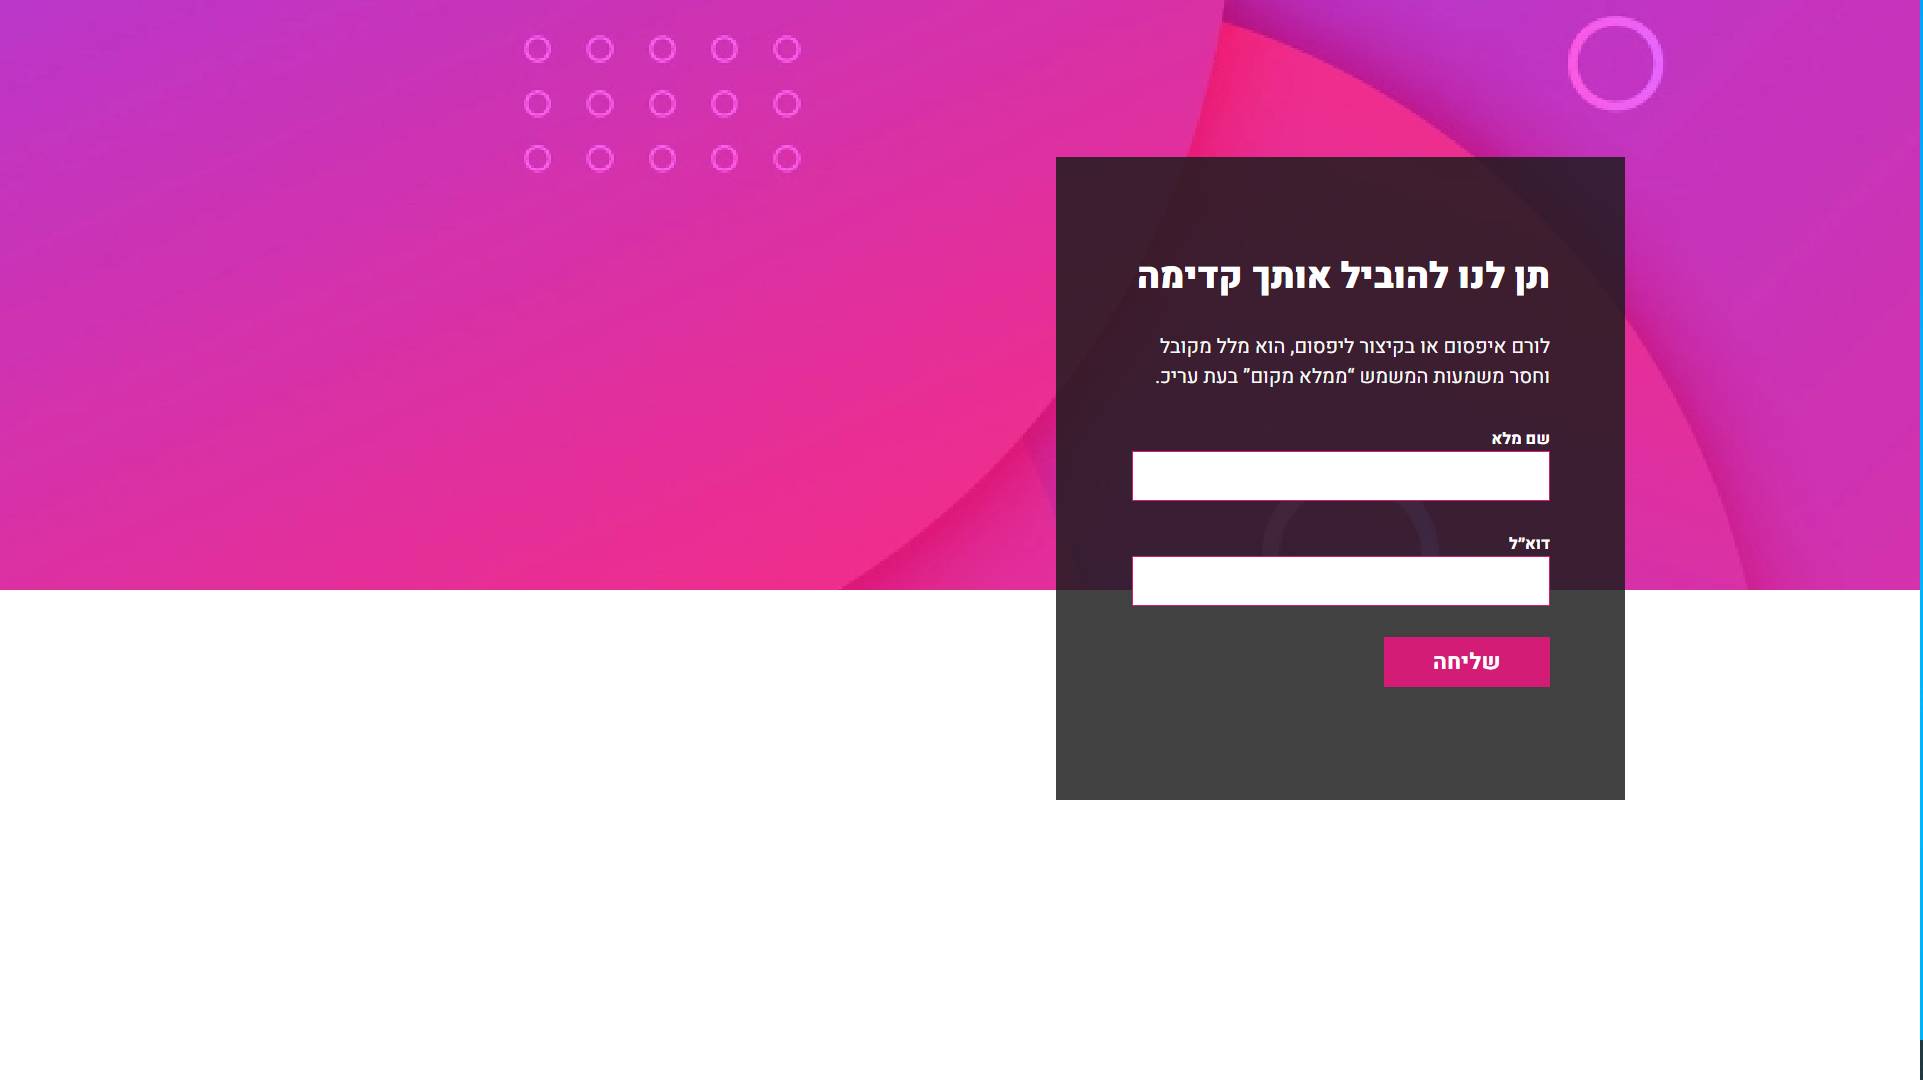 תן לנו להוביל אותך קדימה
לורם איפסום או בקיצור ליפסום, הוא מלל מקובל
וחסר משמעות המשמש “ממלא מקום” בעת עריכ.
שם מלא
דוא”ל
שליחה